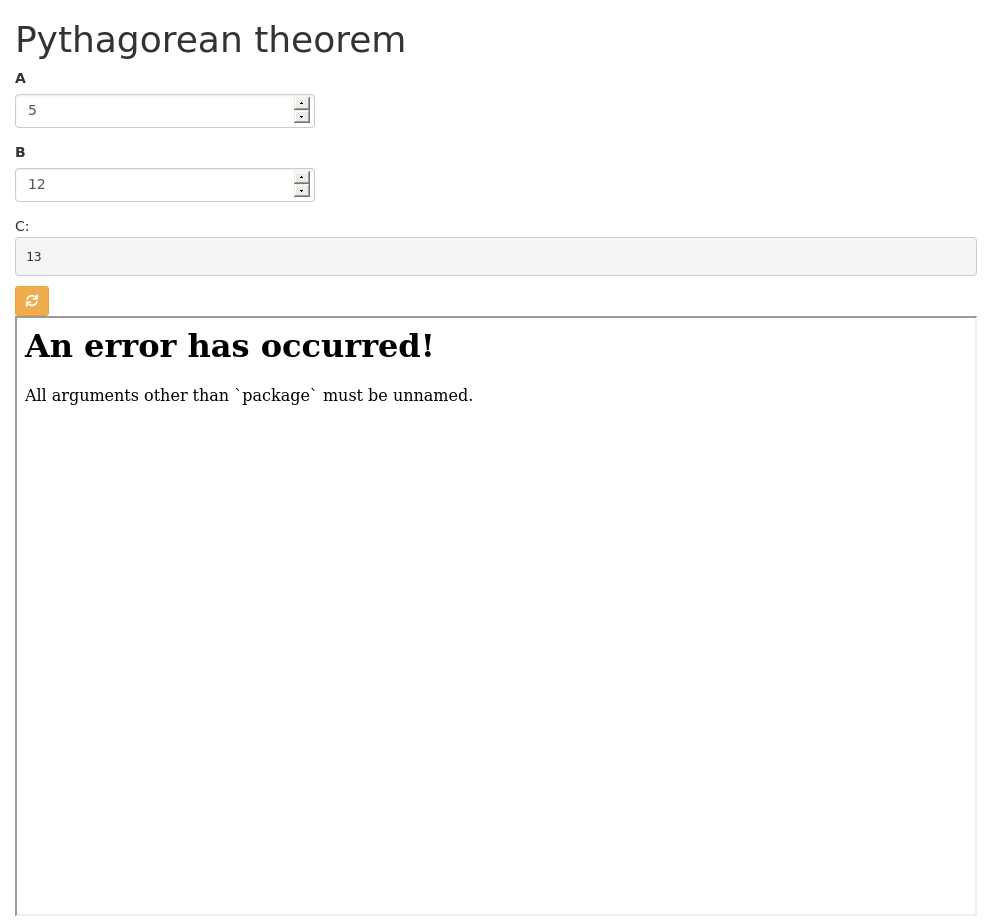 Pythagorean theorem
A
5
B
12
C:
13
An error has occurred!
All arguments other than `package` must be unnamed.